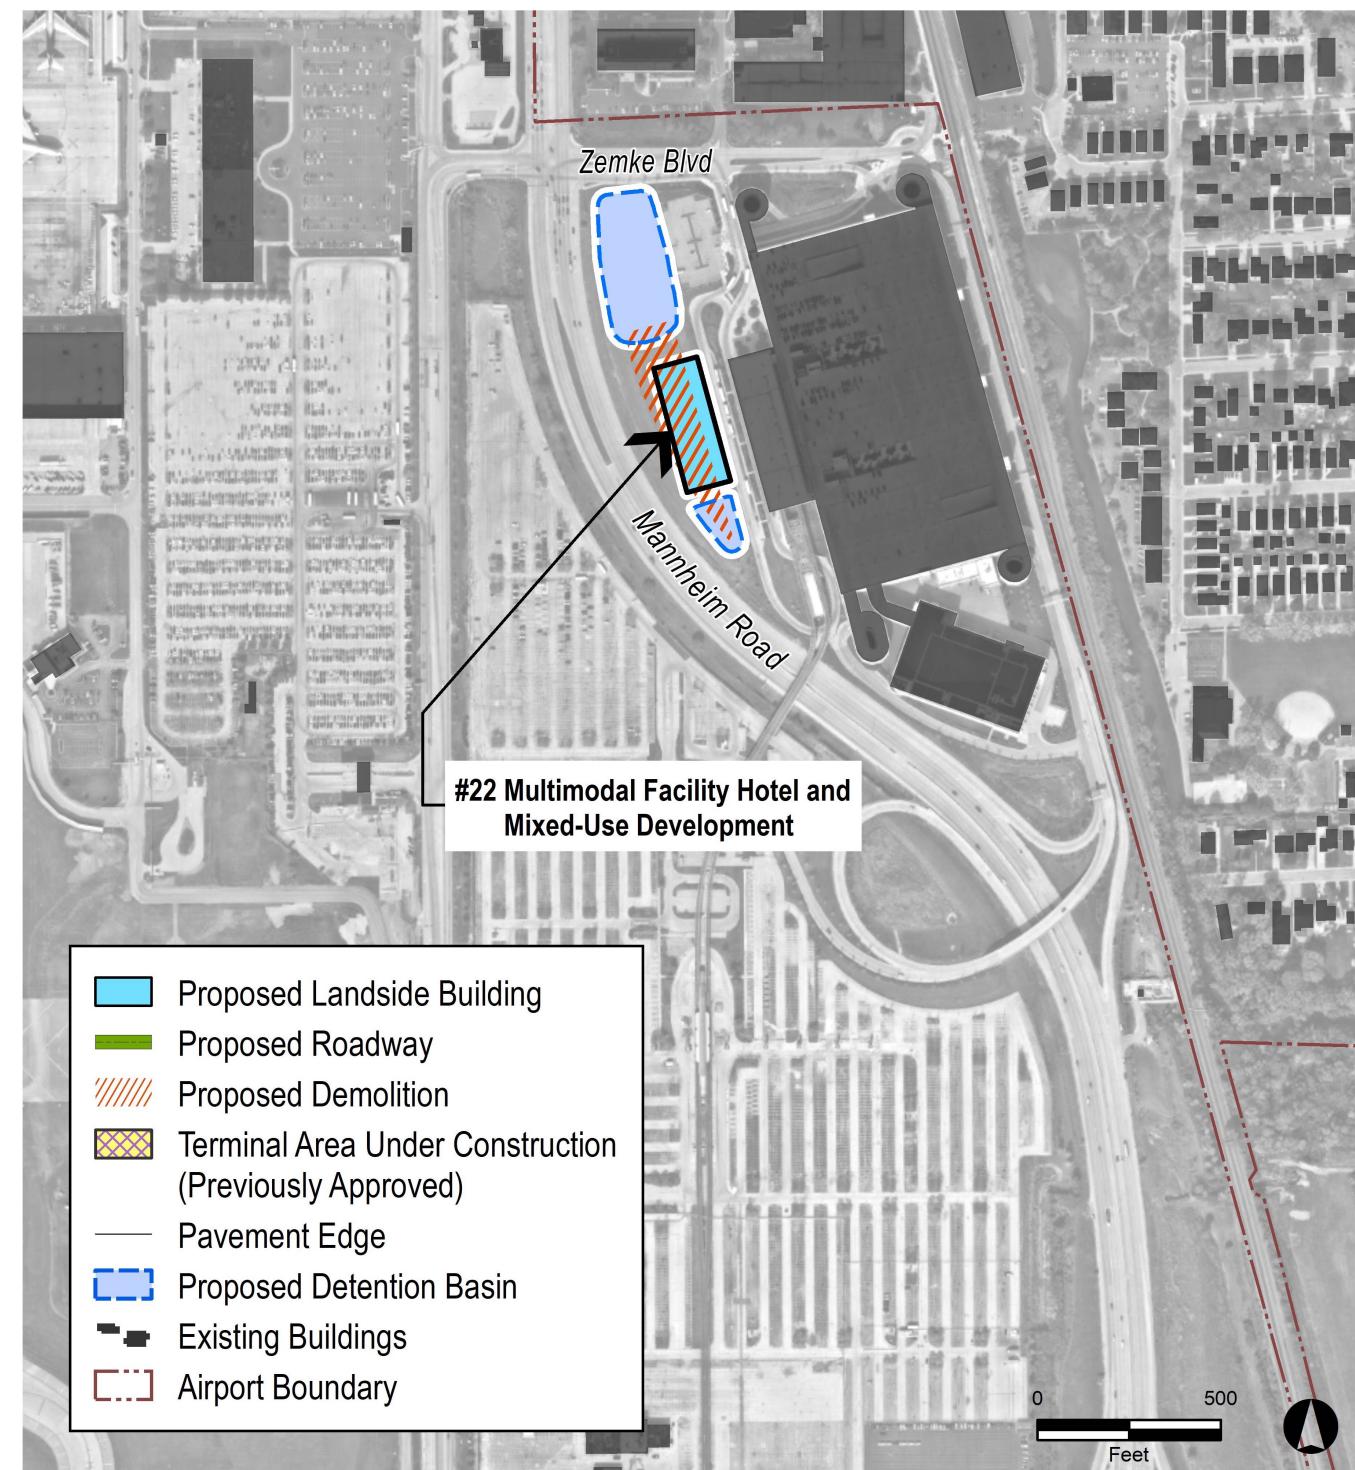 Zemke Blvd
Mannheim Road
#22 Multimodal Facility Hotel and
Mixed-Use Development
Proposed Landside Building
Proposed Roadway
Proposed Demolition
Terminal Area Under Construction
(Previously Approved)
Pavement Edge
Proposed Detention Basin
Existing Buildings
Airport Boundary
0 500
Feet